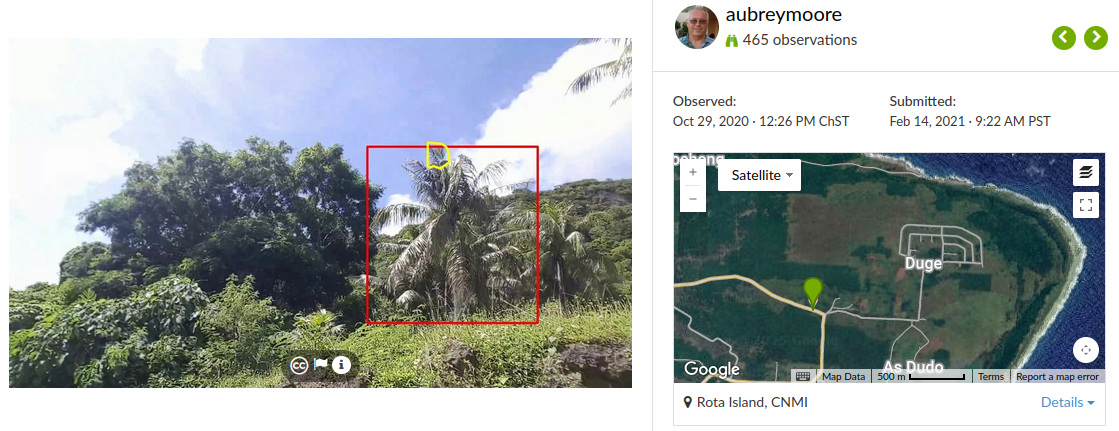 aubreymoore
465 observations
Observed:
Oct 29, 2020 · 12:26 PM ChST
Submitted:
Feb 14, 2021 · 9:22 AM PST
+
Satellite
−
Duge
As Dudo
Google
Map Data
500 m
Terms
Report a map error
Rota Island, CNMI
Details
cc
i